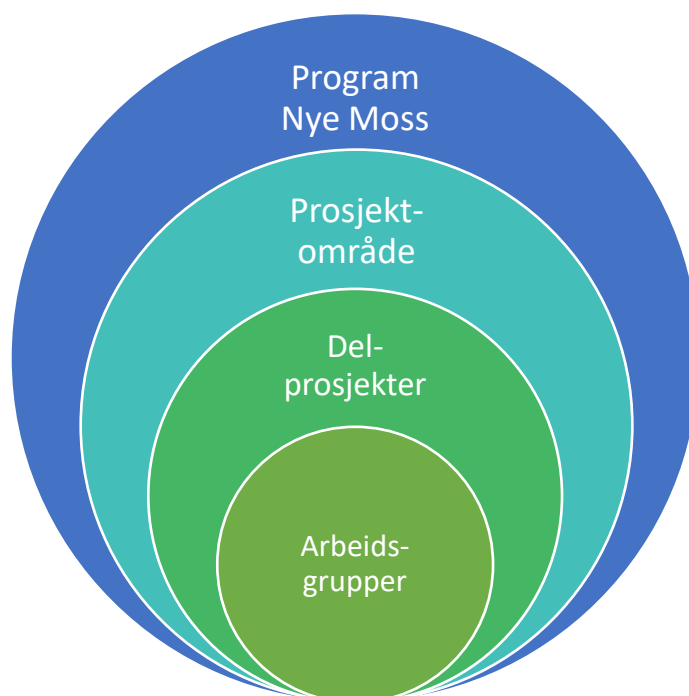 Program
Nye Moss
Prosjekt-
område
Del-
prosjekter
Arbeids-
grupper